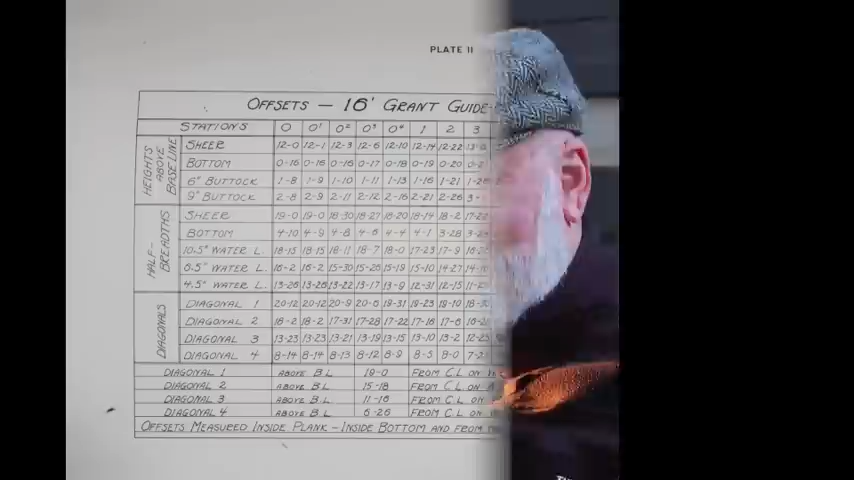 PLATE II
OFFSETS — 16' GRANT GUIDE-
STATIONS 0 0' 0² 0³ 0⁴ 1 2 3
HEIGHTS ABOVE BASE LINE
SHEER 12-0 12-1 12-3 12-6 12-10 12-14 12-22
BOTTOM 0-16 0-16 0-16 0-17 0-18 0-19 0-20
6" BUTTOCK 1-8 1-9 1-10 1-11 1-13 1-16 1-21
9" BUTTOCK 2-8 2-9 2-11 2-12 2-16 2-21 2-26
HALF-BREADTHS
SHEER 19-0 19-0 18-30 18-27 18-20 18-14 18-2
BOTTOM 4-10 4-9 4-8 4-6 4-4 4-1 3-28
10.5" WATER L. 18-15 18-15 18-11 18-7 18-0 17-23 17-9
6.5" WATER L. 16-2 16-2 15-30 15-26 15-19 15-10 14-27
4.5" WATER L. 13-26 13-26 13-22 13-17 13-9 12-31 12-15
DIAGONALS
DIAGONAL 1 20-12 20-12 20-9 20-6 19-31 19-23 19-10
DIAGONAL 2 18-2 18-2 17-31 17-28 17-22 17-16 17-6
DIAGONAL 3 13-23 13-23 13-21 13-19 13-15 13-10 13-2
DIAGONAL 4 8-14 8-14 8-13 8-12 8-9 8-5 8-0
DIAGONAL 1 ABOVE B.L. 19-0 FROM C.L. ON
DIAGONAL 2 ABOVE B.L. 15-18 FROM C.L. ON
DIAGONAL 3 ABOVE B.L. 11-16 FROM C.L. ON
DIAGONAL 4 ABOVE B.L. 6-26 FROM C.L. ON
OFFSETS MEASURED INSIDE PLANK – INSIDE BOTTOM AND FROM